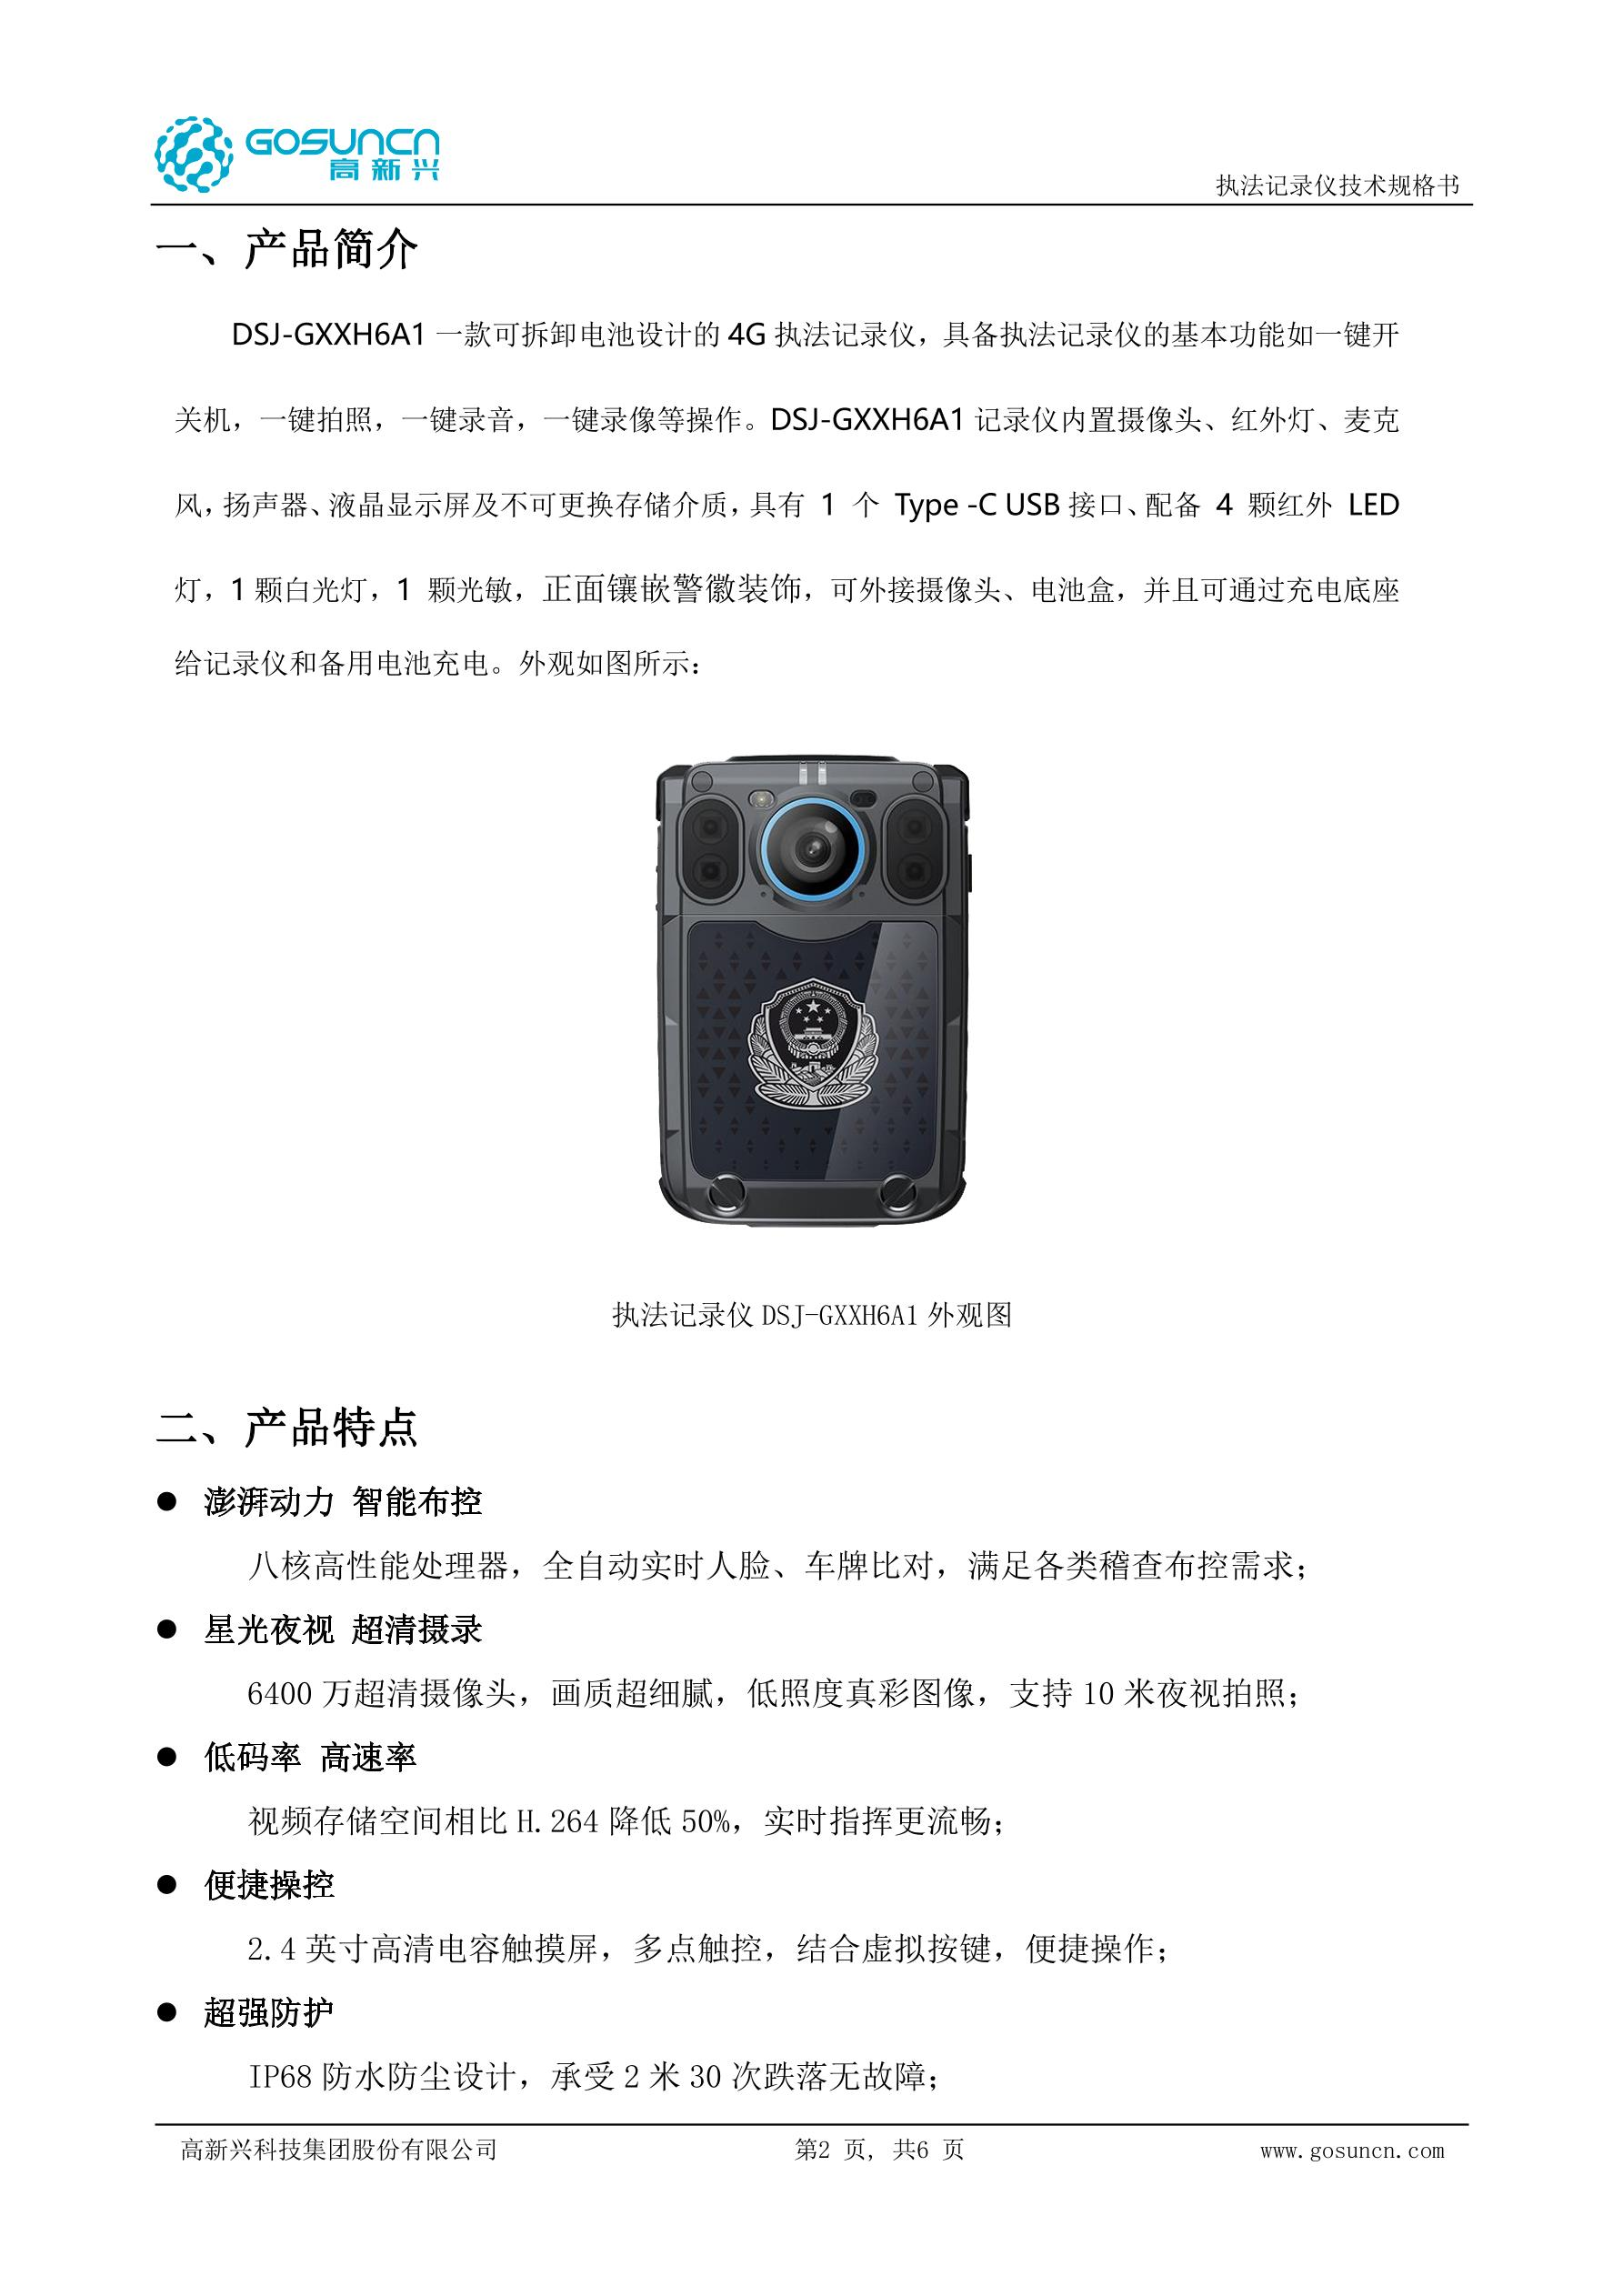 GOSUNCN
高新兴
执法记录仪技术规格书
一、产品简介
DSJ-GXXH6A1 一款可拆卸电池设计的 4G 执法记录仪，具备执法记录仪的基本功能如一键开
关机，一键拍照，一键录音，一键录像等操作。DSJ-GXXH6A1 记录仪内置摄像头、红外灯、麦克
风，扬声器、液晶显示屏及不可更换存储介质，具有 1 个 Type -C USB 接口、配备 4 颗红外 LED
灯，1 颗白光灯，1 颗光敏，正面镶嵌警徽装饰，可外接摄像头、电池盒，并且可通过充电底座
给记录仪和备用电池充电。外观如图所示：
执法记录仪 DSJ-GXXH6A1 外观图
二、产品特点
● 澎湃动力 智能布控
八核高性能处理器，全自动实时人脸、车牌比对，满足各类稽查布控需求；
● 星光夜视 超清摄录
6400 万超清摄像头，画质超细腻，低照度真彩图像，支持 10 米夜视拍照；
● 低码率 高速率
视频存储空间相比 H.264 降低 50%，实时指挥更流畅；
● 便捷操控
2.4 英寸高清电容触摸屏，多点触控，结合虚拟按键，便捷操作；
● 超强防护
IP68 防水防尘设计，承受 2 米 30 次跌落无故障；
高新兴科技集团股份有限公司 第2 页, 共6 页 www.gosuncn.com